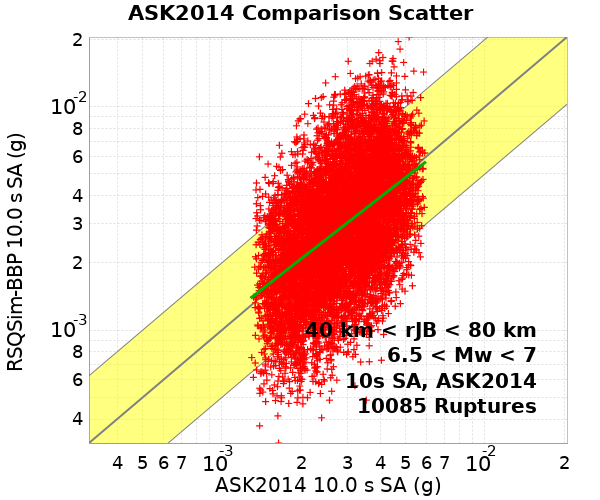 ASK2014 Comparison Scatter
RSQSim-BBP 10.0 s SA (g)
2
10-2
8
6
4
3
2
10-3
8
6
4
40 km < rJB < 80 km
6.5 < Mw < 7
10s SA, ASK2014
10085 Ruptures
4 5 6 7 10-3 2 3 4 5 6 7 10-2 2
ASK2014 10.0 s SA (g)